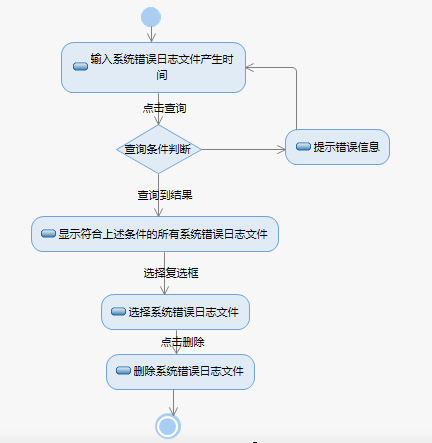 输入系统错误日志文件产生时
间
点击查询
查询条件判断
提示错误信息
查询到结果
显示符合上述条件的所有系统错误日志文件
选择复选框
选择系统错误日志文件
点击删除
删除系统错误日志文件